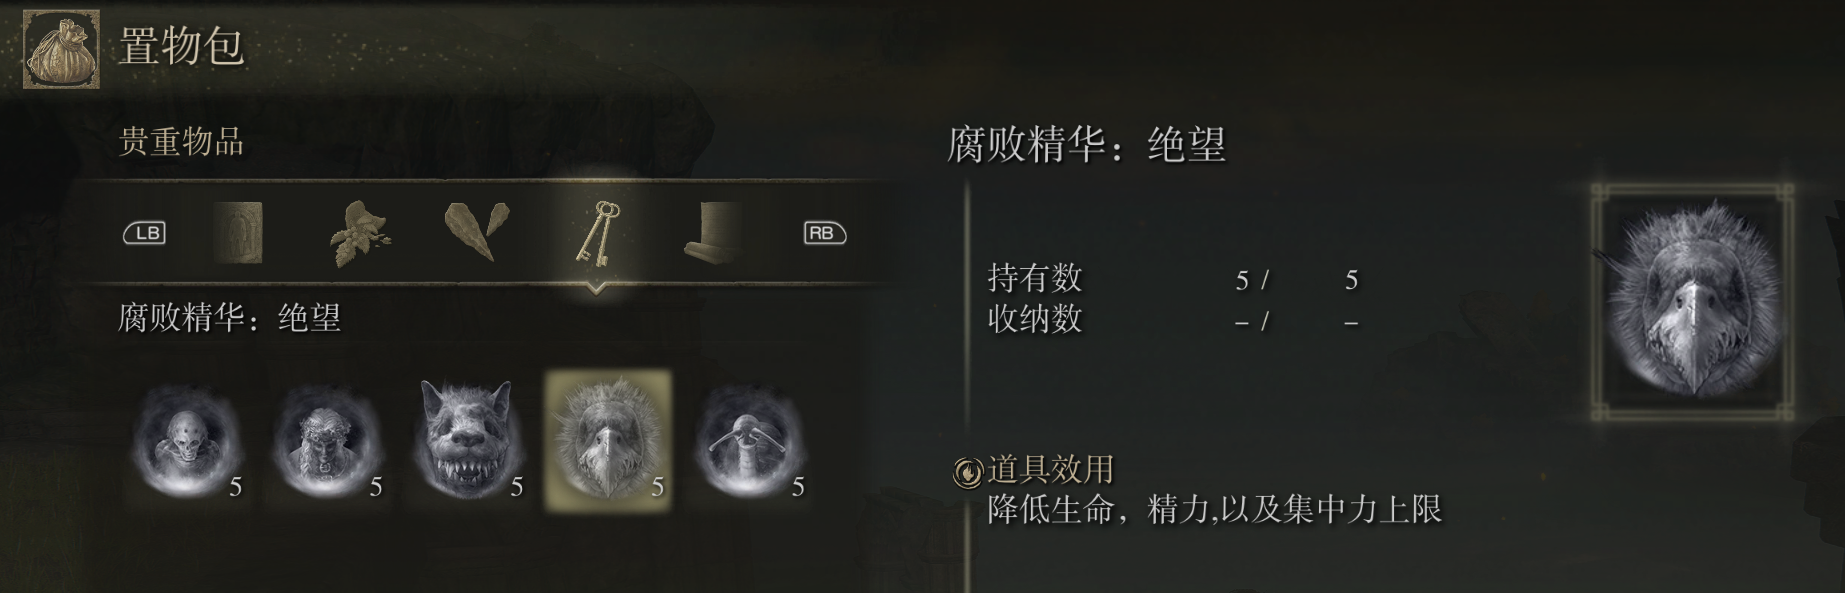 置物包
贵重物品
LB
RB
腐败精华：绝望
5
5
5
5
5
腐败精华：绝望
持有数 5 / 5
收纳数 – / –
道具效用
降低生命，精力,以及集中力上限